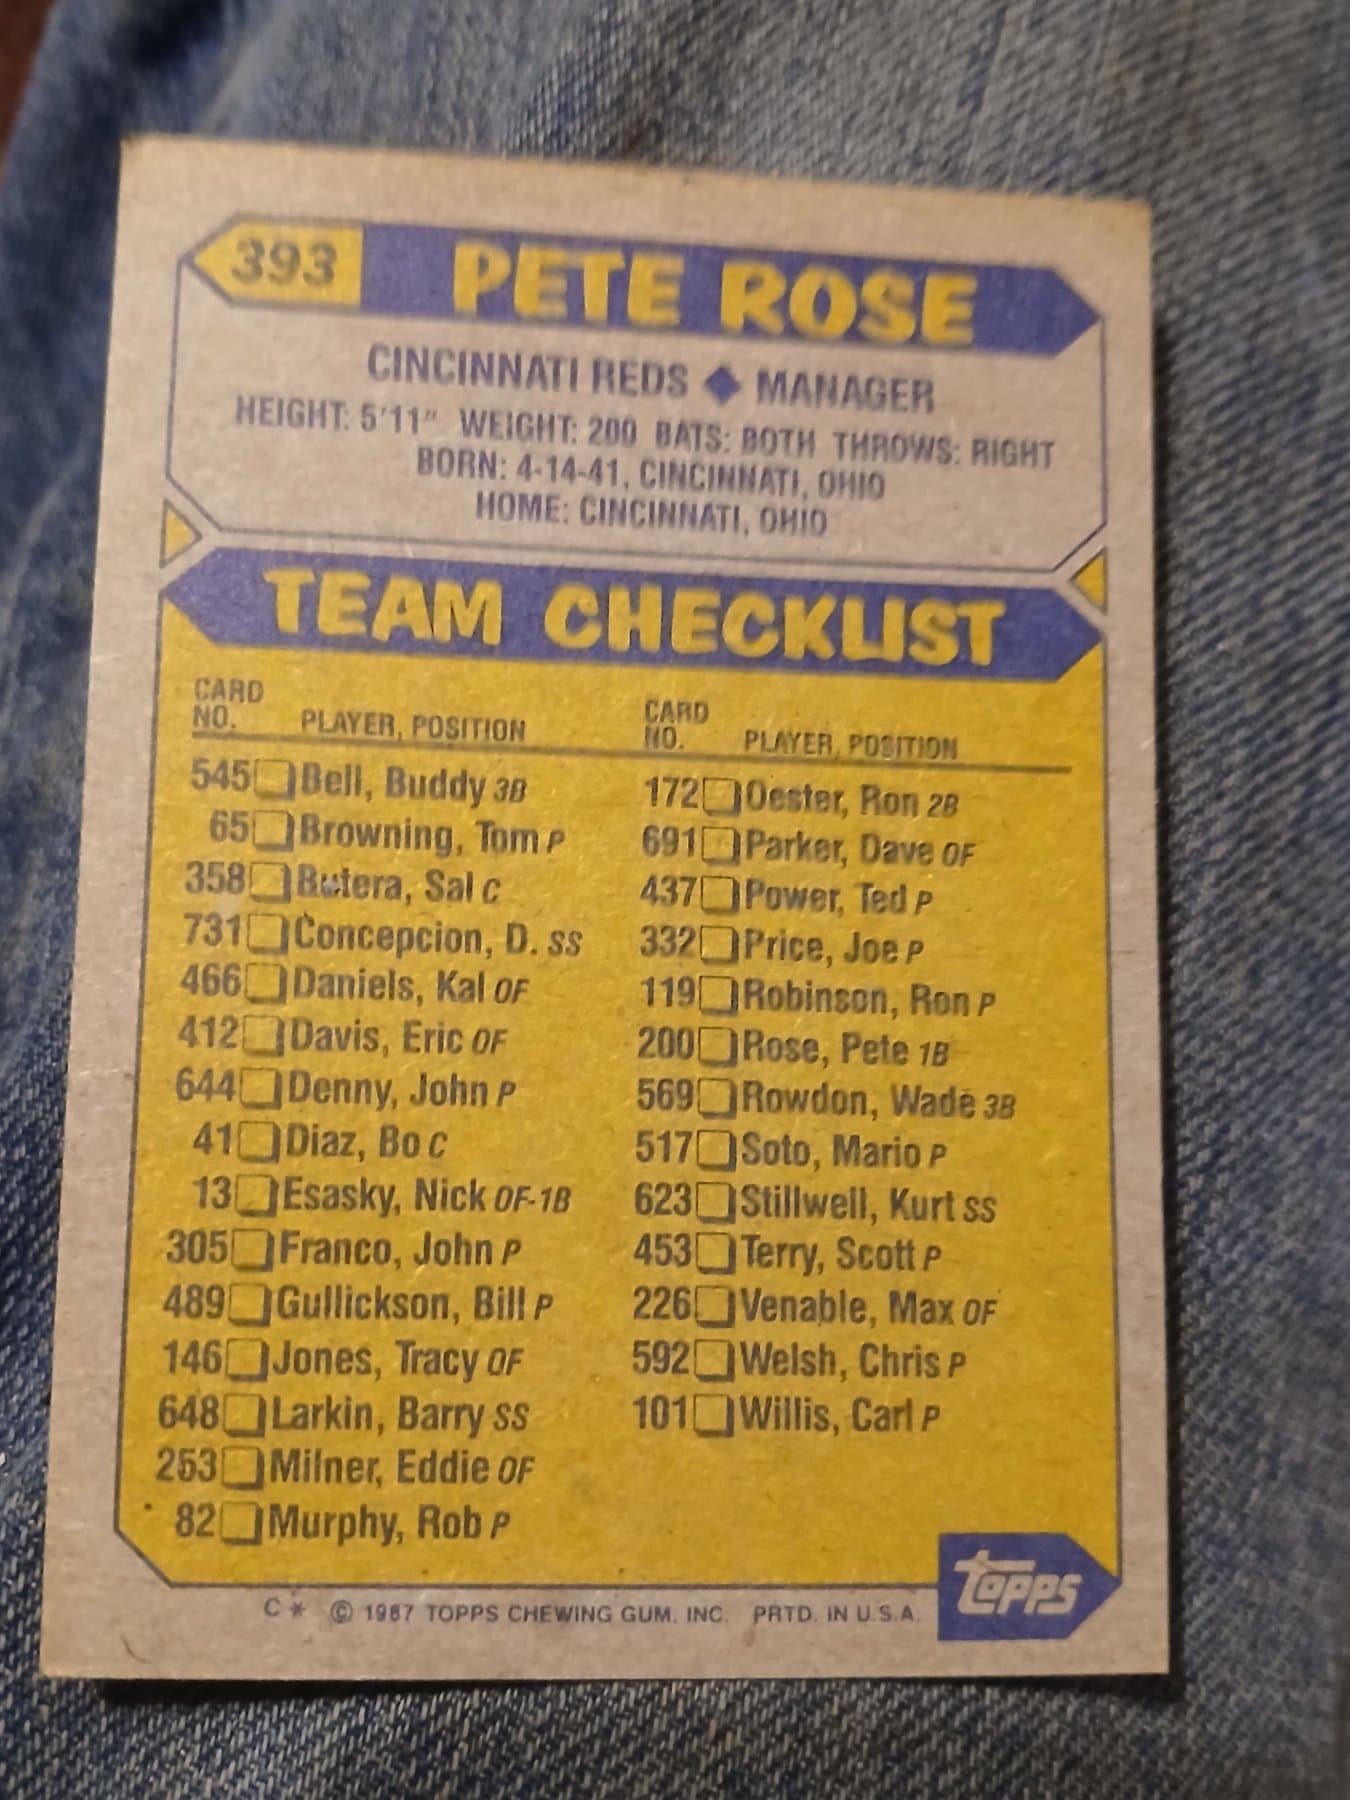 393 PETE ROSE
CINCINNATI REDS ◆ MANAGER
HEIGHT: 5'11" WEIGHT: 200 BATS: BOTH THROWS: RIGHT
BORN: 4-14-41, CINCINNATI, OHIO
HOME: CINCINNATI, OHIO
TEAM CHECKLIST
CARD
NO. PLAYER, POSITION
545 Bell, Buddy 3B
65 Browning, Tom P
358 Butera, Sal C
731 Concepcion, D. SS
466 Daniels, Kal OF
412 Davis, Eric OF
644 Denny, John P
41 Diaz, Bo C
13 Esasky, Nick OF-1B
305 Franco, John P
489 Gullickson, Bill P
146 Jones, Tracy OF
648 Larkin, Barry SS
253 Milner, Eddie OF
82 Murphy, Rob P
CARD
NO. PLAYER, POSITION
172 Oester, Ron 2B
691 Parker, Dave OF
437 Power, Ted P
332 Price, Joe P
119 Robinson, Ron P
200 Rose, Pete 1B
569 Rowdon, Wade 3B
517 Soto, Mario P
623 Stillwell, Kurt SS
453 Terry, Scott P
226 Venable, Max OF
592 Welsh, Chris P
101 Willis, Carl P
topps
C* © 1987 TOPPS CHEWING GUM, INC. PRTD. IN U.S.A.